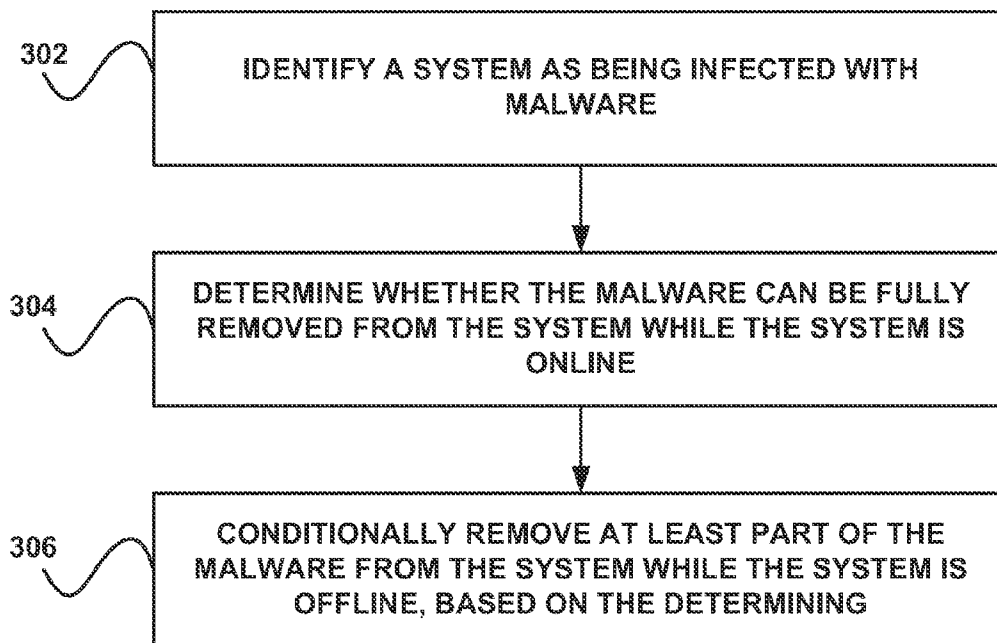 302
IDENTIFY A SYSTEM AS BEING INFECTED WITH
MALWARE
304
DETERMINE WHETHER THE MALWARE CAN BE FULLY
REMOVED FROM THE SYSTEM WHILE THE SYSTEM IS
ONLINE
306
CONDITIONALLY REMOVE AT LEAST PART OF THE
MALWARE FROM THE SYSTEM WHILE THE SYSTEM IS
OFFLINE, BASED ON THE DETERMINING